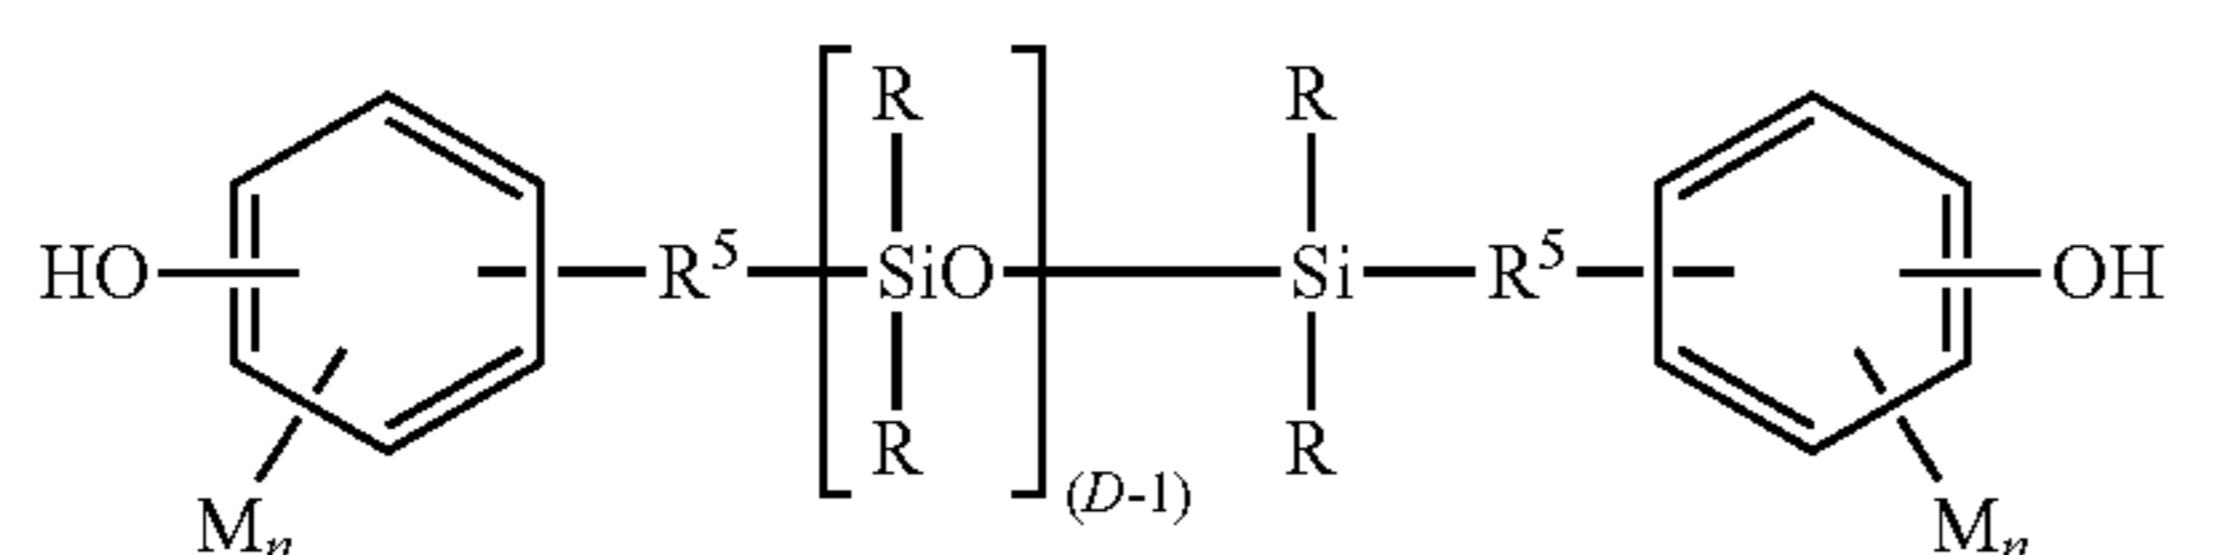 R R
HO R⁵ SiO Si R⁵ OH
R R
(D-1)
Mₙ Mₙ